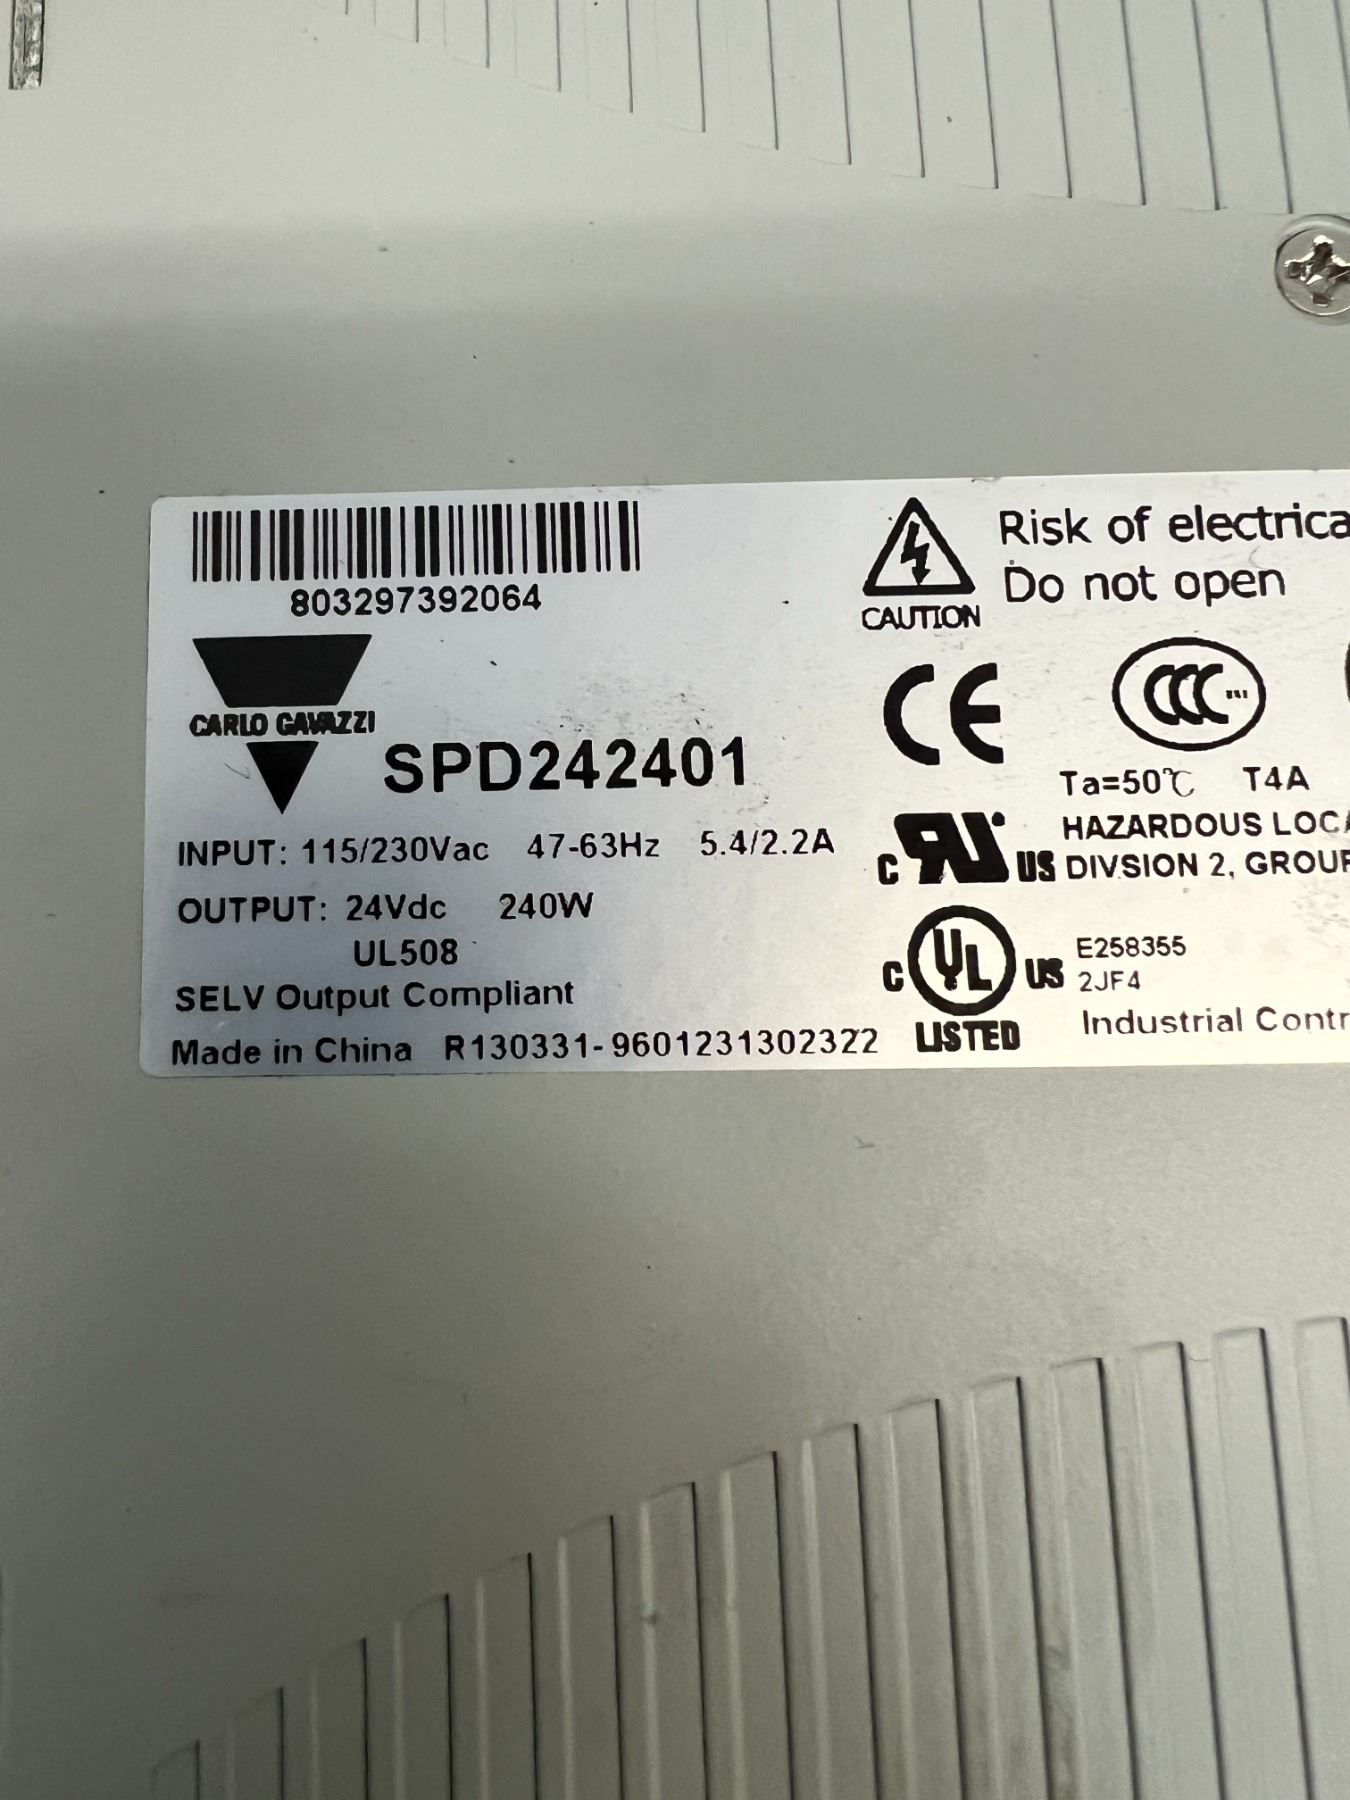 803297392064
CARLO GAVAZZI
SPD242401
INPUT: 115/230Vac 47-63Hz 5.4/2.2A
OUTPUT: 24Vdc 240W
UL508
SELV Output Compliant
Made in China R130331-9601231302322
Risk of electrica
Do not open
CAUTION
CE
CCC
Ta=50℃ T4A
HAZARDOUS LOCA
DIVSION 2, GROUP
C RU US
C UL US
LISTED
E258355
2JF4
Industrial Contr